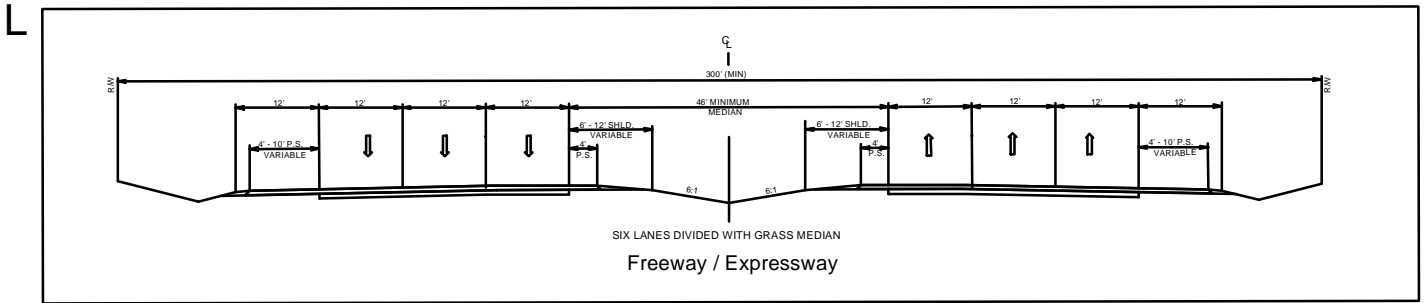 L
C
L
300' (MIN)
R.W
R.W
12'
12'
12'
12'
46' MINIMUM
MEDIAN
12'
12'
12'
12'
6' - 12' SHLD.
VARIABLE
6' - 12' SHLD.
VARIABLE
4' - 10' P.S.
VARIABLE
4'
P.S.
4'
P.S.
4' - 10' P.S.
VARIABLE
6:1
6:1
SIX LANES DIVIDED WITH GRASS MEDIAN
Freeway / Expressway